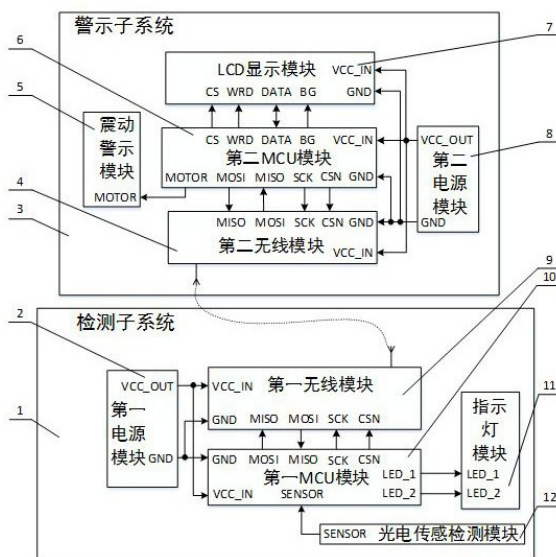 警示子系统
6
7
LCD显示模块
VCC_IN
GND
CS WRD DATA BG
5
震动
警示
模块
MOTOR
CS WRD DATA BG
VCC_IN
第二MCU模块
MOTOR MOSI MISO SCK CSN GND
VCC_OUT
第二
电源
模块
GND
8
4
3
MISO MOSI SCK CSN GND
第二无线模块
VCC_IN
9
10
检测子系统
2
1
VCC_OUT
第一
电源
模块
GND
VCC_IN
第一无线模块
GND MISO MOSI SCK CSN
GND MOSI MISO SCK CSN
第一MCU模块
LED_1
LED_2
VCC_IN SENSOR
指示
灯
模块
LED_1
LED_2
11
12
SENSOR 光电传感检测模块